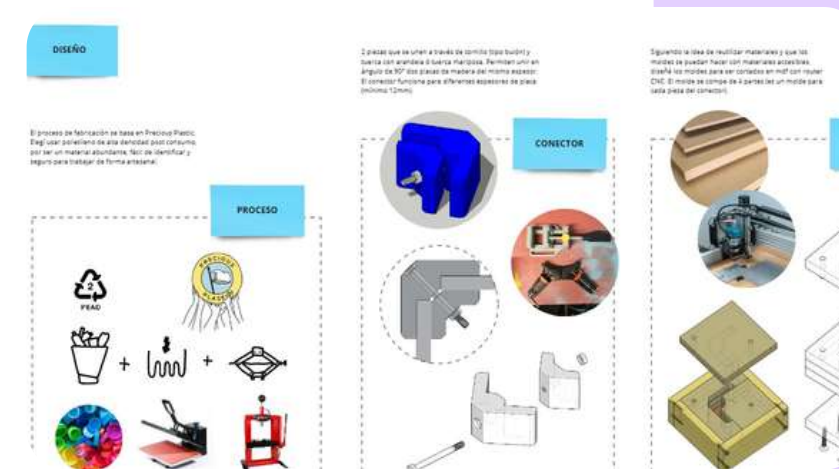 DISEÑO
El proceso de fabricación se basa en Precious Plastic.
Elegí usar polietileno de alta densidad post consumo,
por ser un material abundante, fácil de identificar y
seguro para trabajar de forma artesanal.
PROCESO
PRECIOUS
PLASTIC
2
PEAD
2 piezas que se unen a través de tornillo (tipo bulón) y
tuerca con arandela ó tuerca mariposa. Permiten unir en
ángulo de 90° dos placas de madera del mismo espesor.
El conector funciona para diferentes espesores de placa
(mínimo 12mm)
CONECTOR
Siguiendo la idea de reutilizar materiales y que los
moldes se puedan hacer con materiales accesibles,
diseñé los moldes para ser cortados en mdf con router
CNC. El molde se compe de 4 partes (es un molde para
cada pieza del conector).